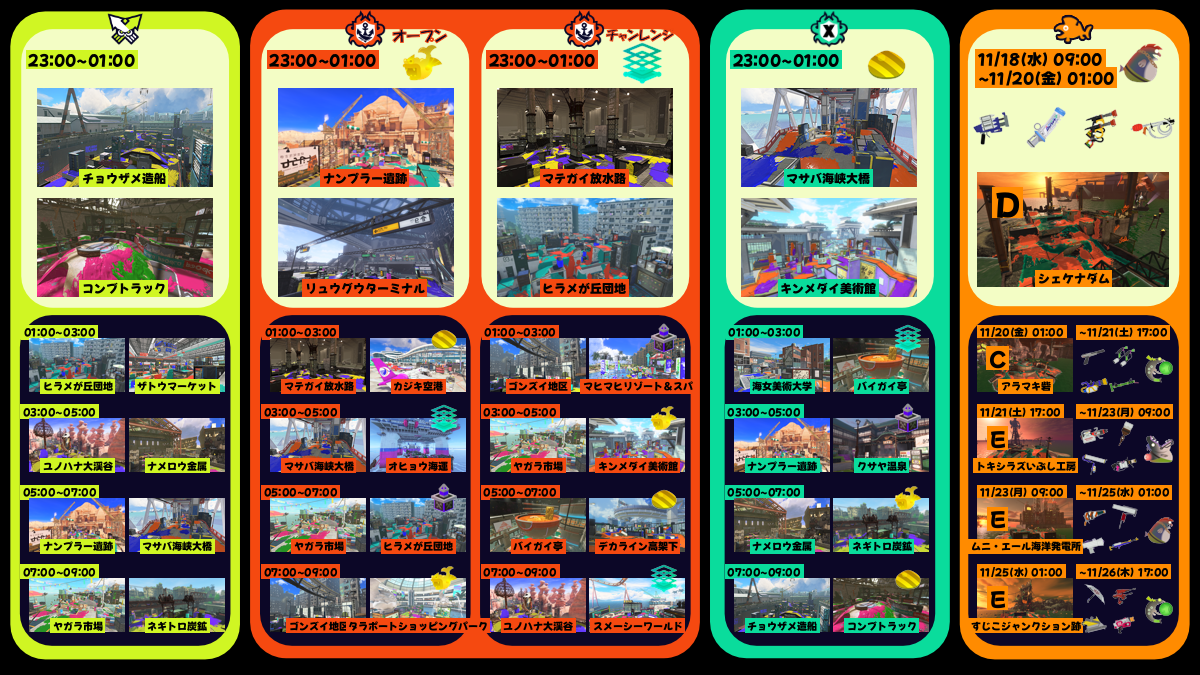 23:00~01:00
チョウザメ造船
コンブトラック
01:00~03:00
ヒラメが丘団地
ザトウマーケット
03:00~05:00
ユノハナ大渓谷
ナメロウ金属
05:00~07:00
ナンプラー遺跡
マサバ海峡大橋
07:00~09:00
ヤガラ市場
ネギトロ炭鉱
オープン
23:00~01:00
ナンプラー遺跡
リュウグウターミナル
01:00~03:00
マテガイ放水路
カジキ空港
03:00~05:00
マサバ海峡大橋
オヒョウ海運
05:00~07:00
ヤガラ市場
ヒラメが丘団地
07:00~09:00
ゴンズイ地区
タラポートショッピングパーク
チャレンジ
23:00~01:00
マテガイ放水路
ヒラメが丘団地
01:00~03:00
ゴンズイ地区
マヒマヒリゾート&スパ
03:00~05:00
ヤガラ市場
キンメダイ美術館
05:00~07:00
バイガイ亭
デカライン高架下
07:00~09:00
ユノハナ大渓谷
スメーシーワールド
X
23:00~01:00
マサバ海峡大橋
キンメダイ美術館
01:00~03:00
海女美術大学
バイガイ亭
03:00~05:00
ナンプラー遺跡
クサヤ温泉
05:00~07:00
ナメロウ金属
ネギトロ炭鉱
07:00~09:00
チョウザメ造船
コンブトラック
11/18(水) 09:00
~11/20(金) 01:00
D
シェケナダム
11/20(金) 01:00
~11/21(土) 17:00
C
アラマキ砦
11/21(土) 17:00
~11/23(月) 09:00
E
トキシラズいぶし工房
11/23(月) 09:00
~11/25(水) 01:00
E
ムニ・エール海洋発電所
11/25(水) 01:00
~11/26(木) 17:00
E
すじこジャンクション跡